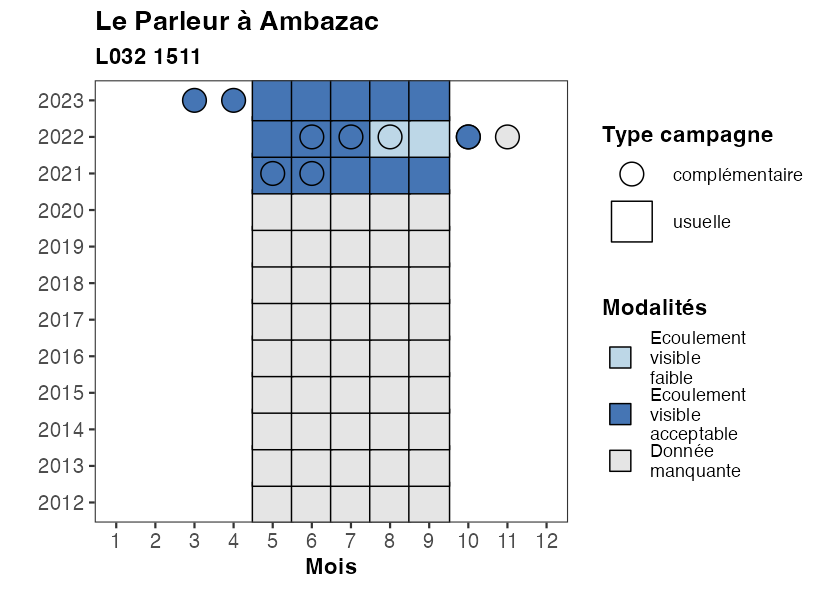 Le Parleur à Ambazac
L032 1511
2023
2022
2021
2020
2019
2018
2017
2016
2015
2014
2013
2012
1 2 3 4 5 6 7 8 9 10 11 12
Mois
Type campagne
complémentaire
usuelle
Modalités
Ecoulement
visible
faible
Ecoulement
visible
acceptable
Donnée
manquante